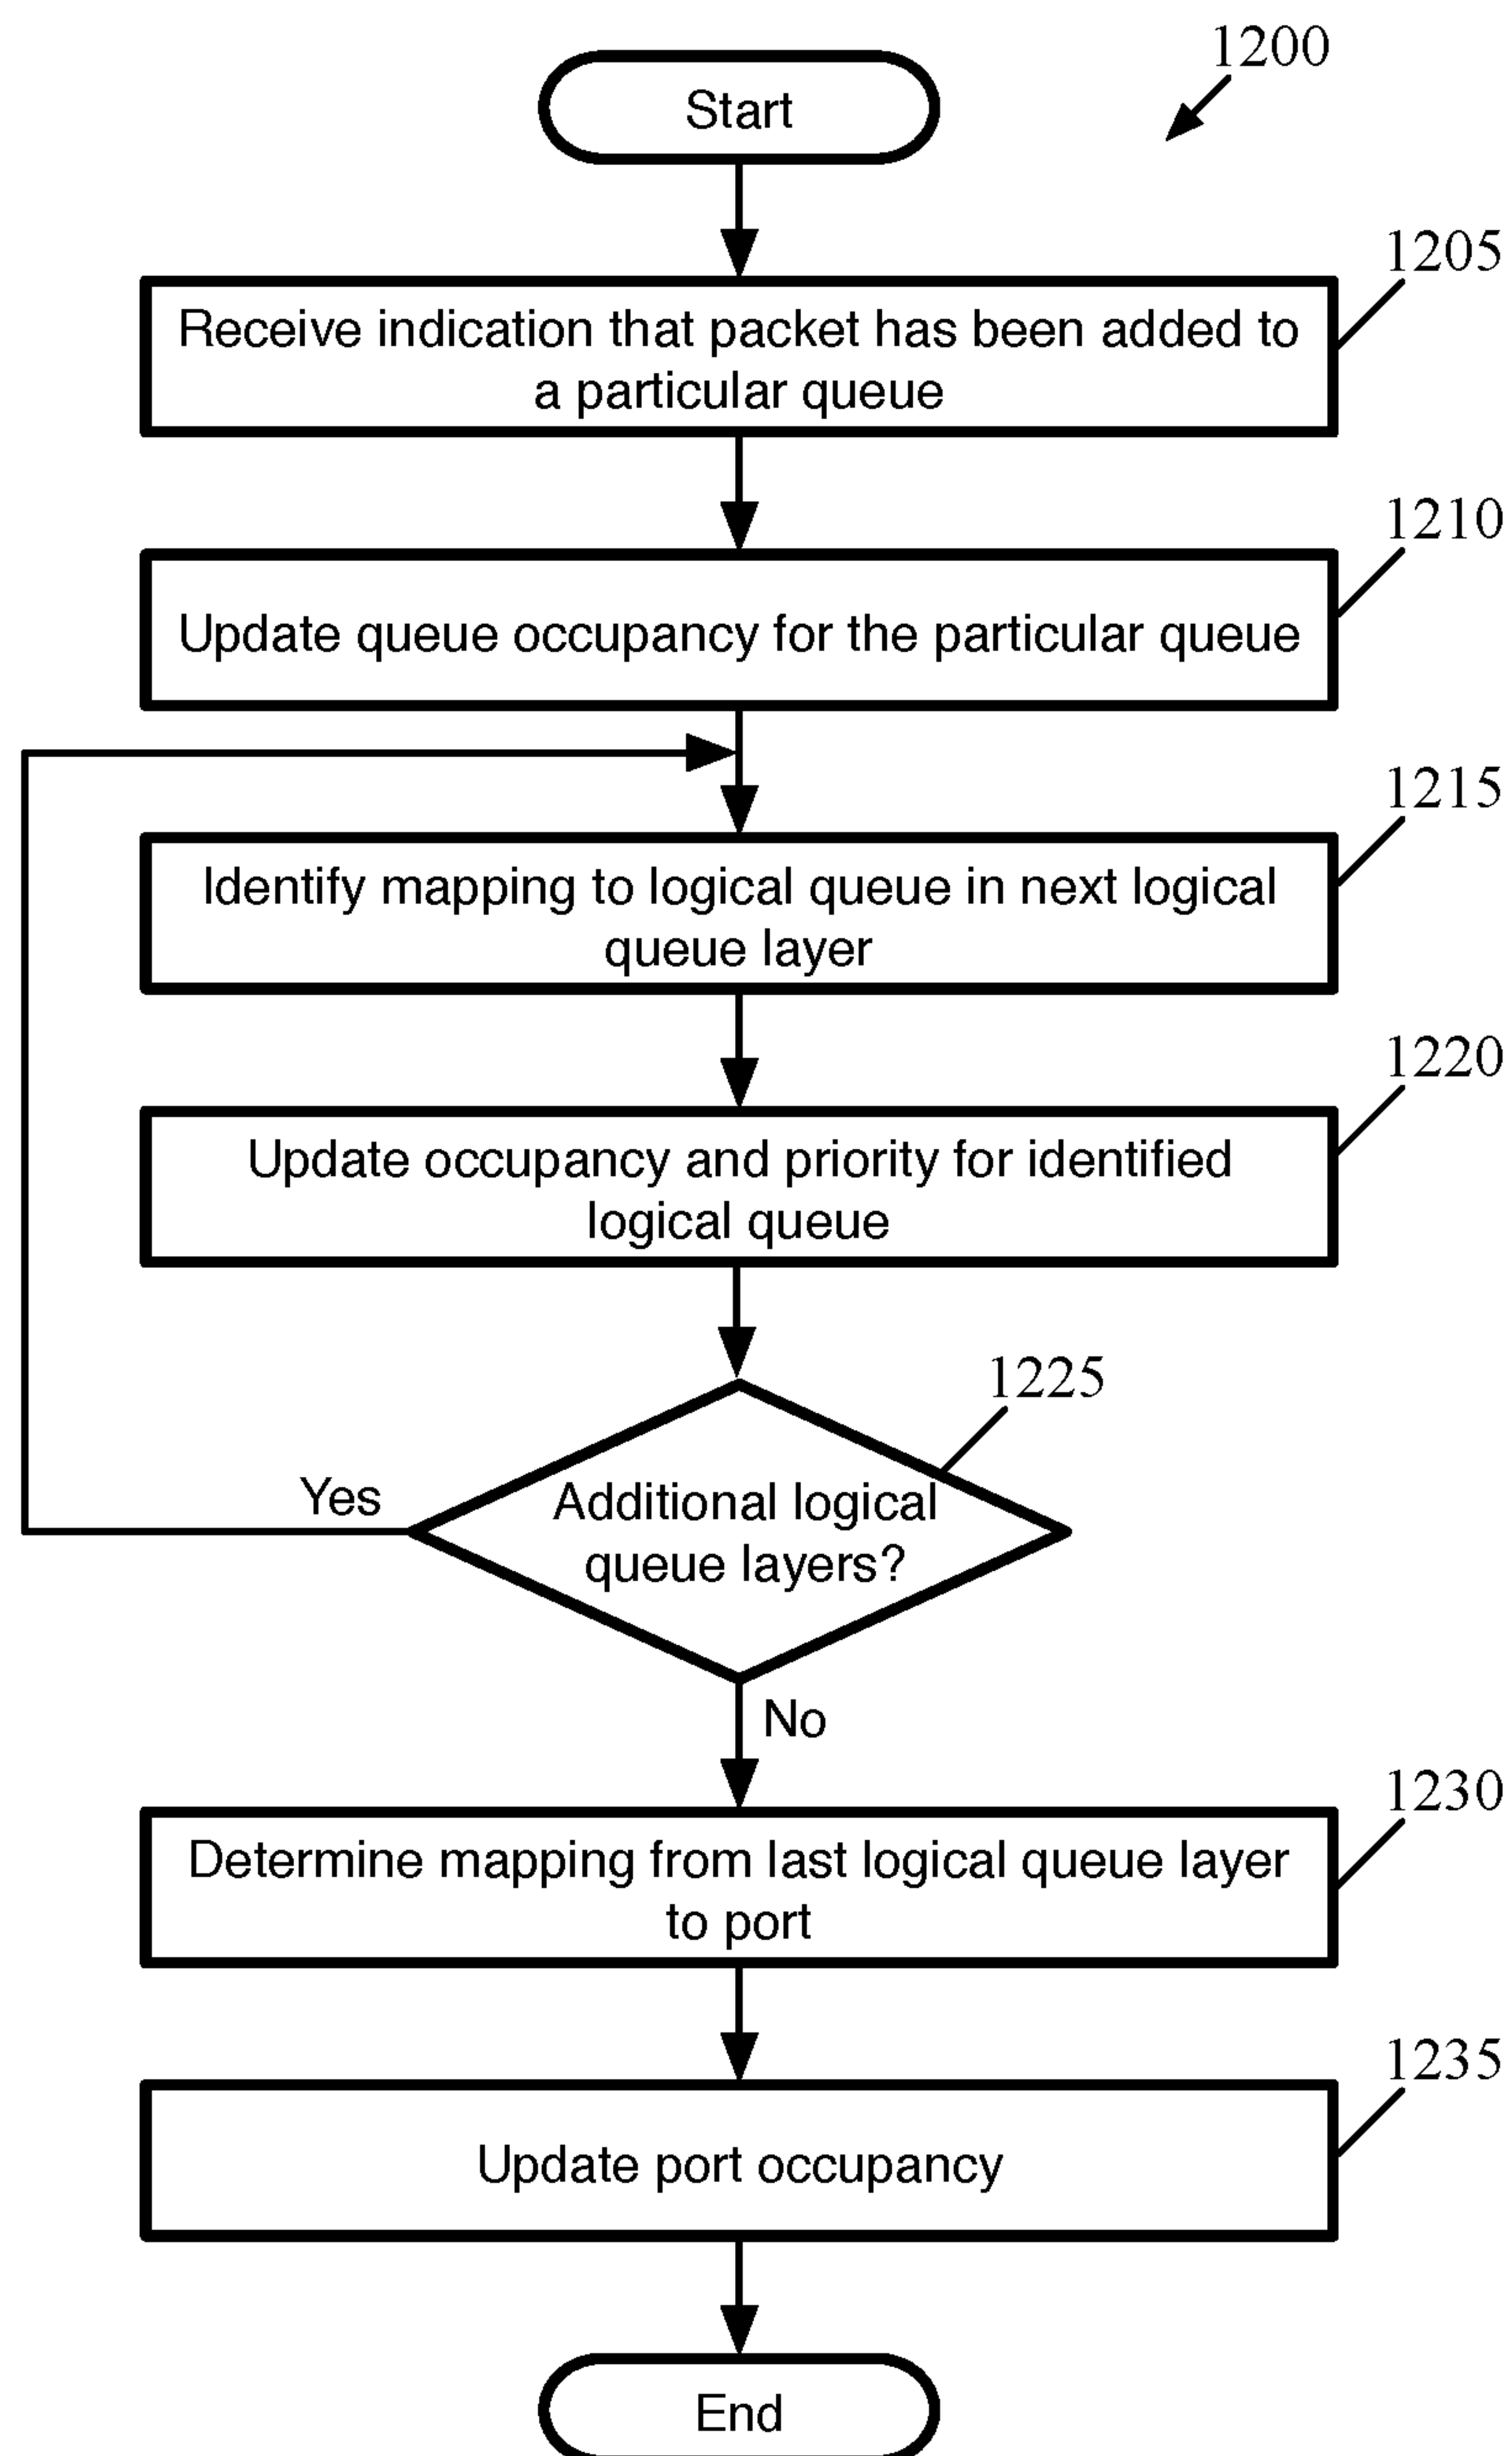 1200
Start
1205
Receive indication that packet has been added to
a particular queue
1210
Update queue occupancy for the particular queue
1215
Identify mapping to logical queue in next logical
queue layer
1220
Update occupancy and priority for identified
logical queue
1225
Additional logical
queue layers?
Yes
No
1230
Determine mapping from last logical queue layer
to port
1235
Update port occupancy
End